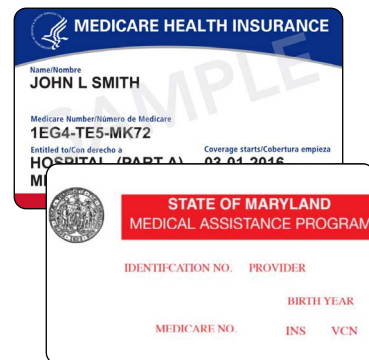 MEDICARE HEALTH INSURANCE
SAMPLE
Name/Nombre
JOHN L SMITH
Medicare Number/Número de Medicare
1EG4-TE5-MK72
Entitled to/Con derecho a
Coverage starts/Cobertura empieza
HOSPITAL (PART A)
03-01-2016
STATE OF MARYLAND
MEDICAL ASSISTANCE PROGRAM
IDENTIFCATION NO. PROVIDER
BIRTH YEAR
MEDICARE NO. INS VCN